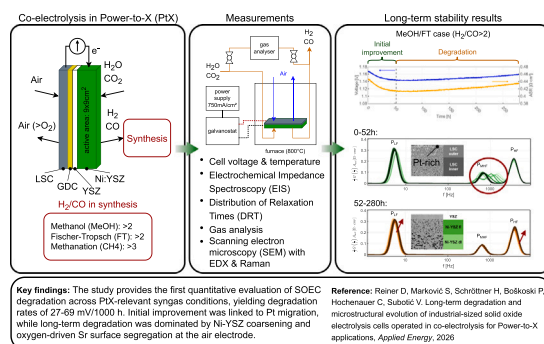 Co-electrolysis in Power-to-X (PtX)
e-
Air
H2O
CO2
active area: 9x9cm²
H2
CO
Air (>O2)
Synthesis
LSC
GDC
YSZ
Ni:YSZ
H2/CO in synthesis
Methanol (MeOH): >2
Fischer-Tropsch (FT): >2
Methanation (CH4): >3
Measurements
gas
analyser
H2
CO
H2O
CO2
Air
power
supply
750mA/cm²
galvanostat
furnace (800°C)
• Cell voltage & temperature
• Electrochemical Impedance
Spectroscopy (EIS)
• Distribution of Relaxation
Times (DRT)
• Gas analysis
• Scanning electron
microscopy (SEM) with
EDX & Raman
Long-term stability results
MeOH/FT case (H2/CO>2)
Initial
improvement
Degradation
Time [h]
0-52h:
PLF
Pt-rich
PHF
f [Hz]
52-280h:
PLF
YSZ
f [Hz]
Key findings: The study provides the first quantitative evaluation of SOEC
degradation across PtX-relevant syngas conditions, yielding degradation
rates of 27-69 mV/1000 h. Initial improvement was linked to Pt migration,
while long-term degradation was dominated by Ni-YSZ coarsening and
oxygen-driven Sr surface segregation at the air electrode.
Reference: Reiner D, Marković S, Schröttner H, Boškoski P,
Hochenauer C, Subotić V. Long-term degradation and
microstructural evolution of industrial-sized solid oxide
electrolysis cells operated in co-electrolysis for Power-to-X
applications, Applied Energy, 2026